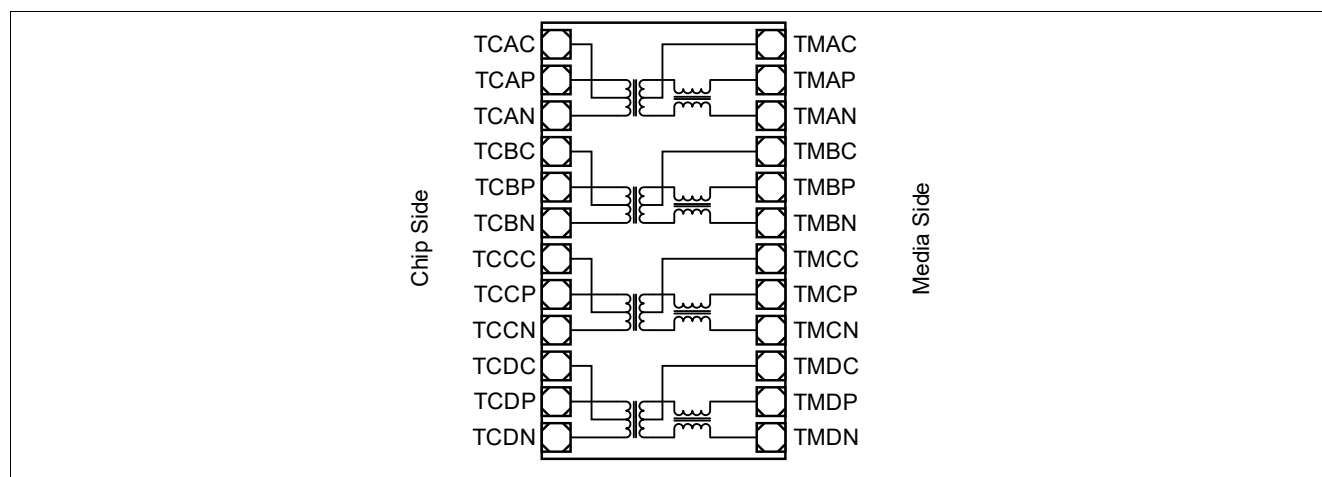 TCAC
TCAP
TCAN
TCBC
TCBP
TCBN
TCCC
TCCP
TCCN
TCDC
TCDP
TCDN
Chip Side
TMAC
TMAP
TMAN
TMBC
TMBP
TMBN
TMCC
TMCP
TMCN
TMDC
TMDP
TMDN
Media Side